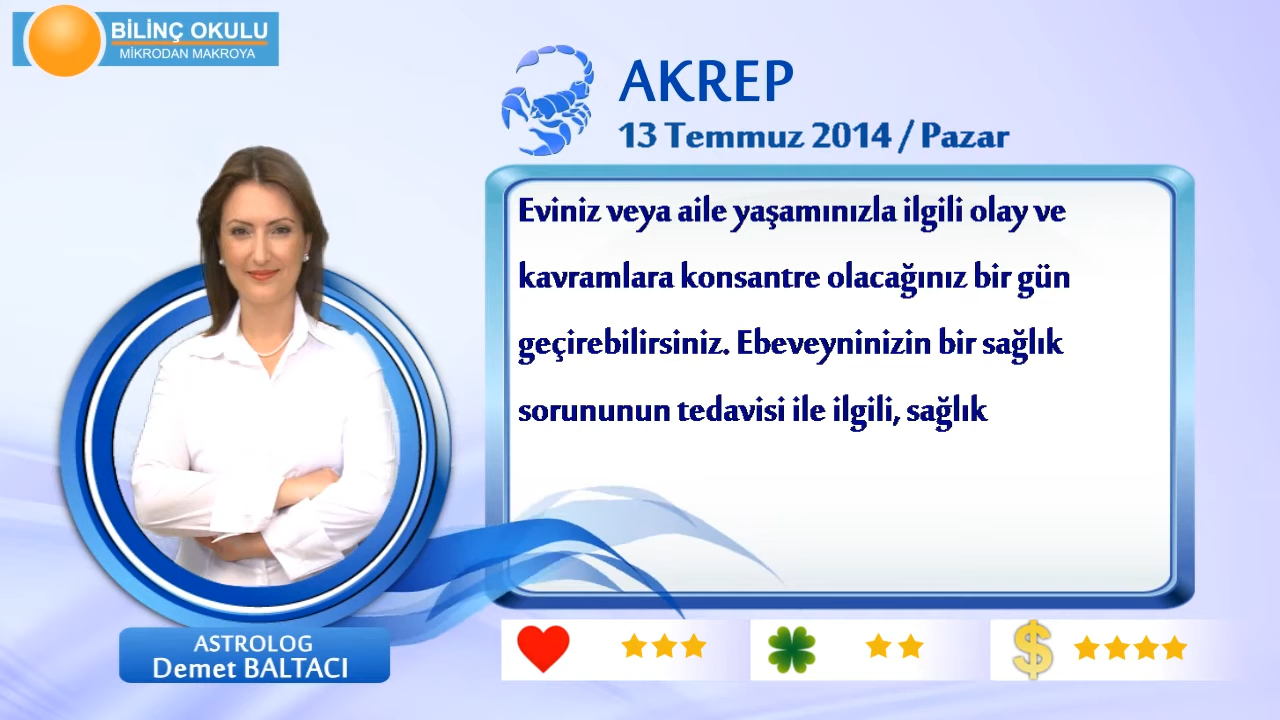 BİLİNÇ OKULU
MİKRODAN MAKROYA
AKREP
13 Temmuz 2014 / Pazar
Eviniz veya aile yaşamınızla ilgili olay ve
kavramlara konsantre olacağınız bir gün
geçirebilirsiniz. Ebeveyninizin bir sağlık
sorununun tedavisi ile ilgili, sağlık
ASTROLOG
Demet BALTACI